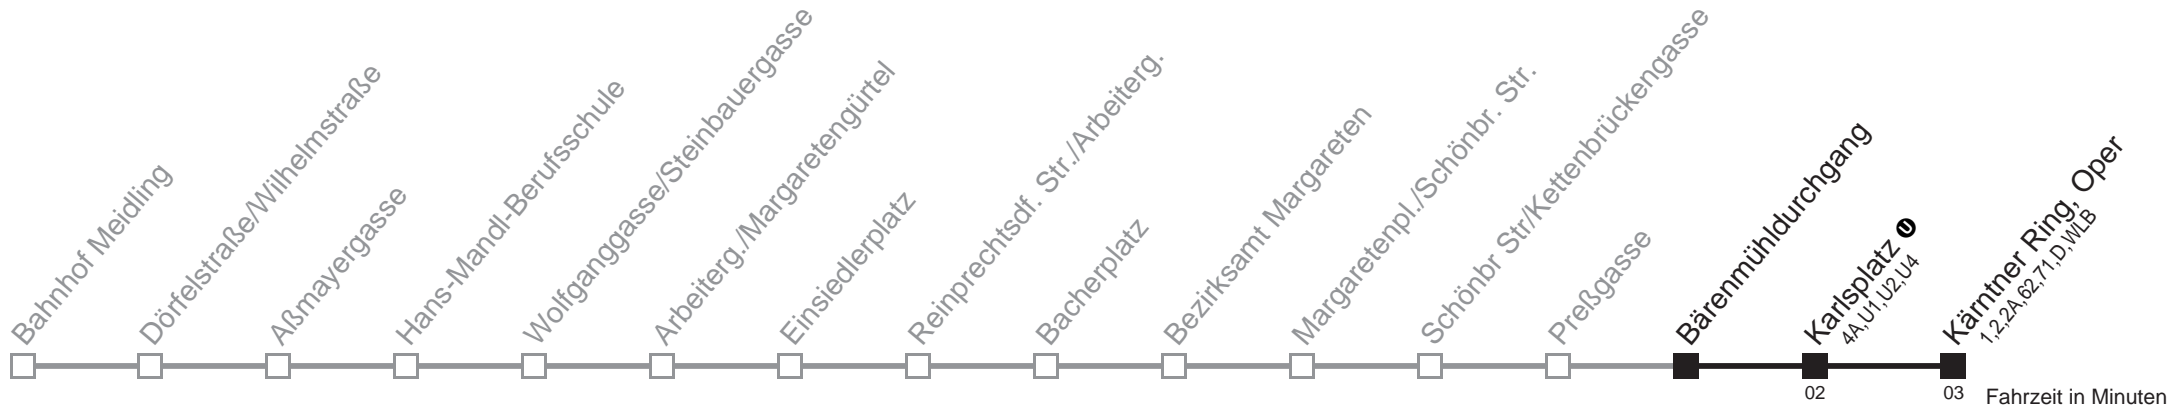 Bahnhof Meidling
Dörfelstraße/Wilhelmstraße
Aßmayergasse
Hans-Mandl-Berufsschule
Wolfganggasse/Steinbauergasse
Arbeiterg./Margaretengürtel
Einsiedlerplatz
Reinprechtsdf. Str./Arbeiterg.
Bacherplatz
Bezirksamt Margareten
Margaretenpl./Schönbr. Str.
Schönbr Str/Kettenbrückengasse
Preßgasse
Bärenmühldurchgang
Karlsplatz U
4A,U1,U2,U4
Kärntner Ring, Oper
1,2,2A,62,71,D,WLB
02
03
Fahrzeit in Minuten